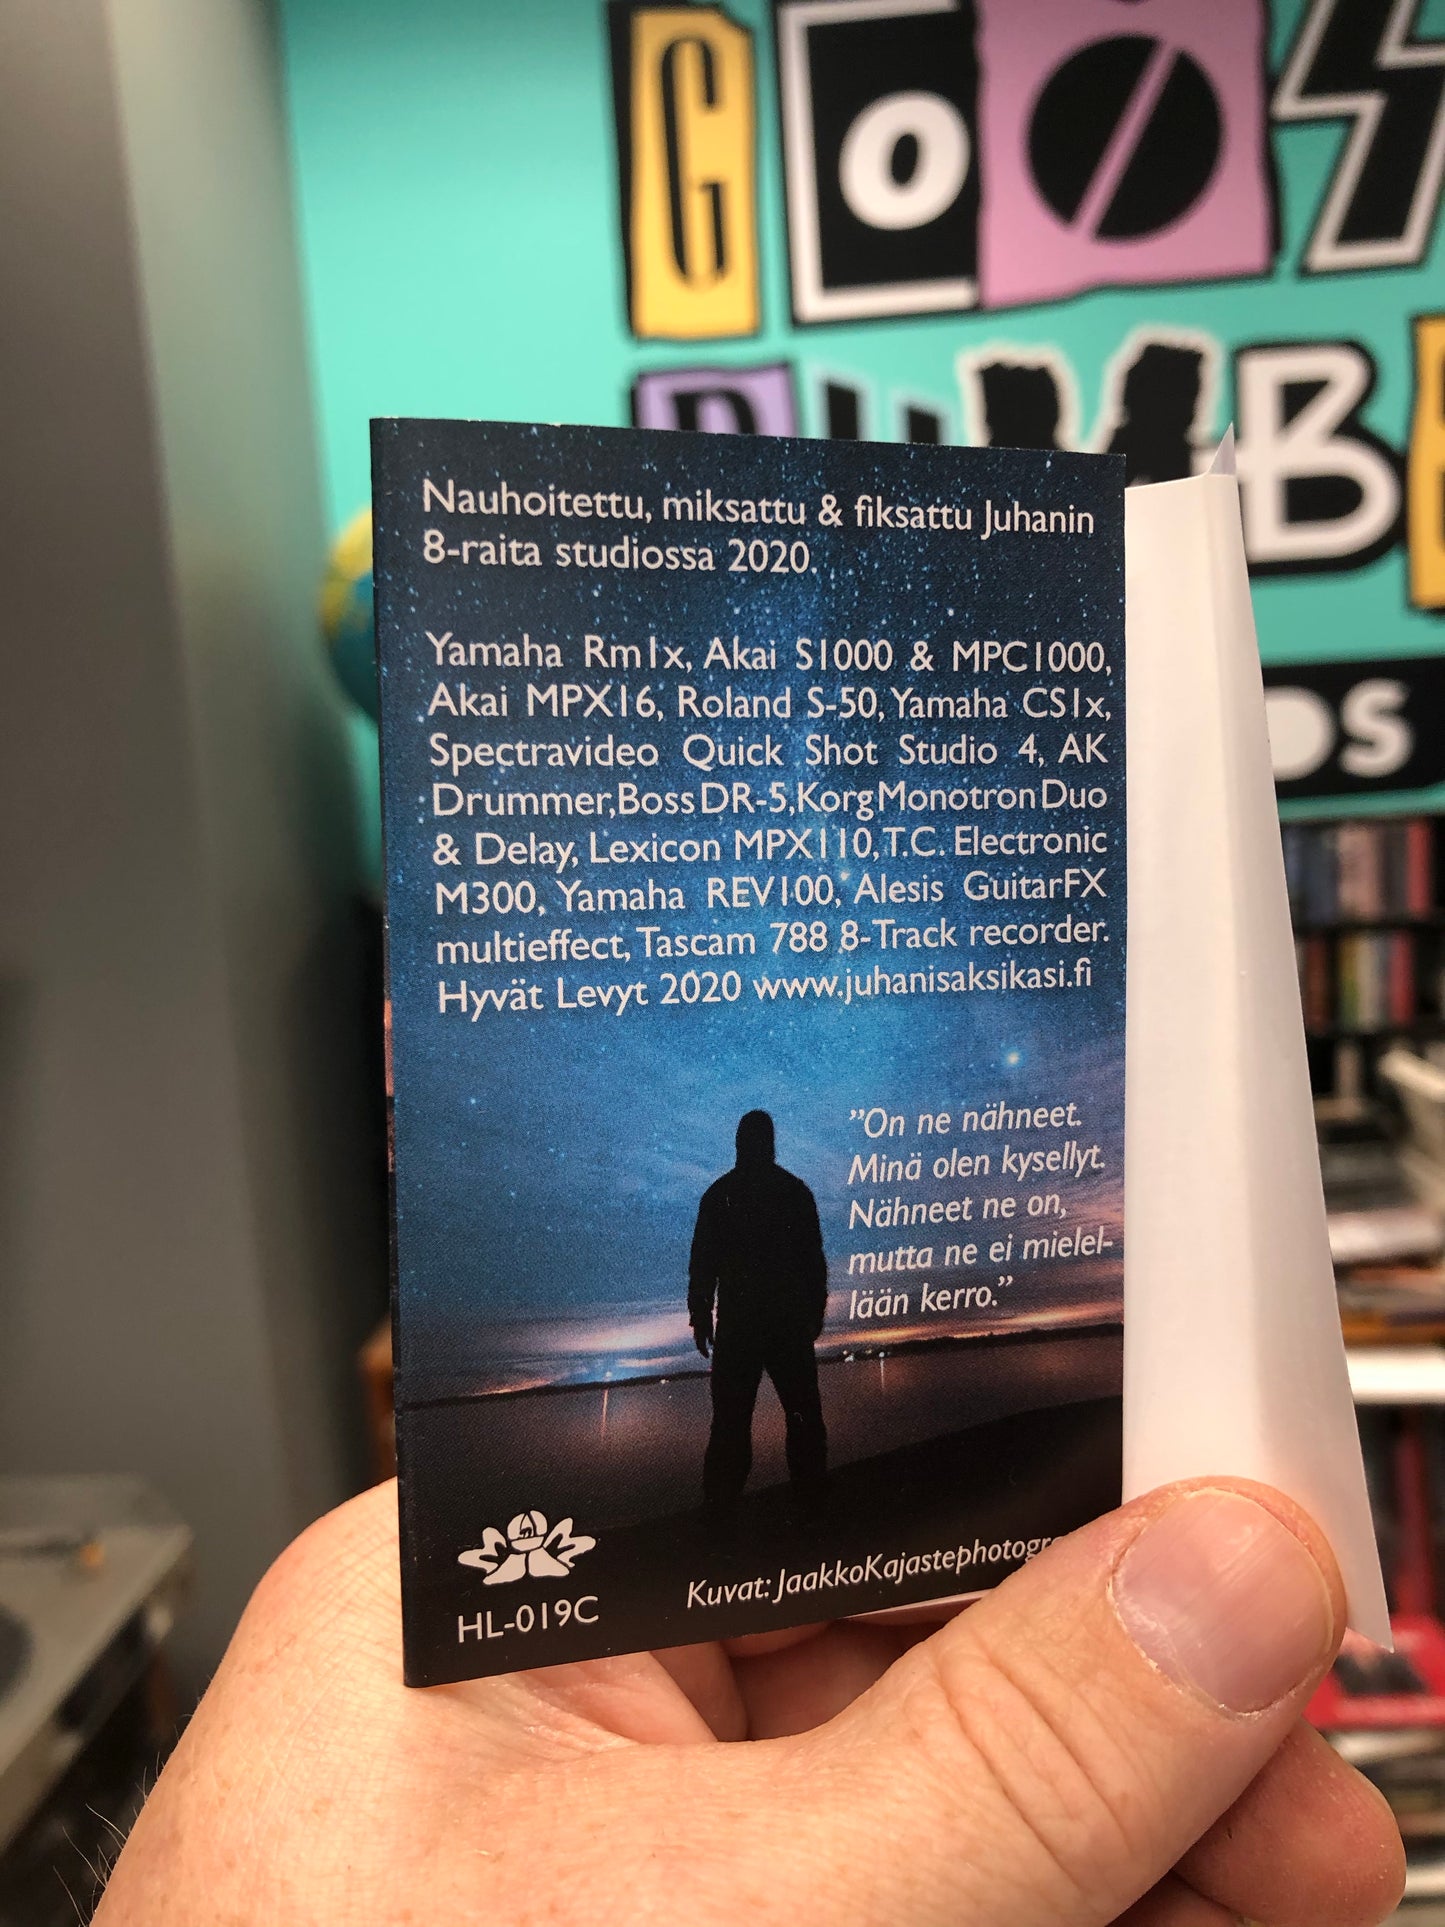 Nauhoitettu, miksattu & fiksattu Juhanin
8-raita studiossa 2020.
Yamaha Rm1x, Akai S1000 & MPC1000,
Akai MPX16, Roland S-50, Yamaha CS1x,
Spectravideo Quick Shot Studio 4, AK
Drummer, Boss DR-5, Korg Monotron Duo
& Delay, Lexicon MPX110, T.C. Electronic
M300, Yamaha REV100, Alesis GuitarFX
multieffect, Tascam 788 8-Track recorder.
Hyvät Levyt 2020 www.juhanisaksikasi.fi
”On ne nähneet.
Minä olen kysellyt.
Nähneet ne on,
mutta ne ei mielel-
lään kerro.”
HL-019C
Kuvat: JaakkoKajastephotogr